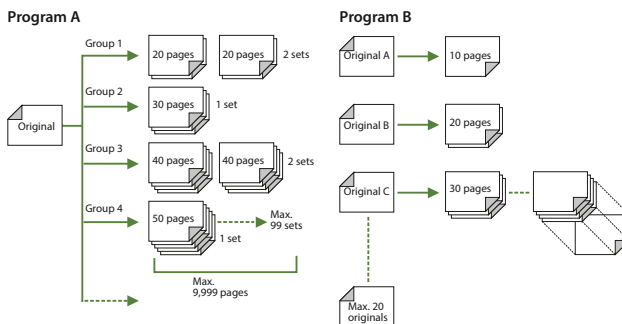 Program A
Original
Group 1
20 pages
20 pages
2 sets
Group 2
30 pages
1 set
Group 3
40 pages
40 pages
2 sets
Group 4
50 pages
1 set
Max.
99 sets
Max.
9,999 pages
Program B
Original A
10 pages
Original B
20 pages
Original C
30 pages
Max. 20
originals